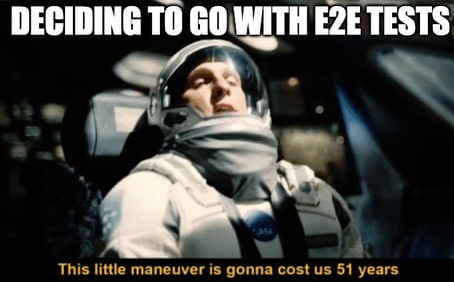 DECIDING TO GO WITH E2E TESTS
This little maneuver is gonna cost us 51 years